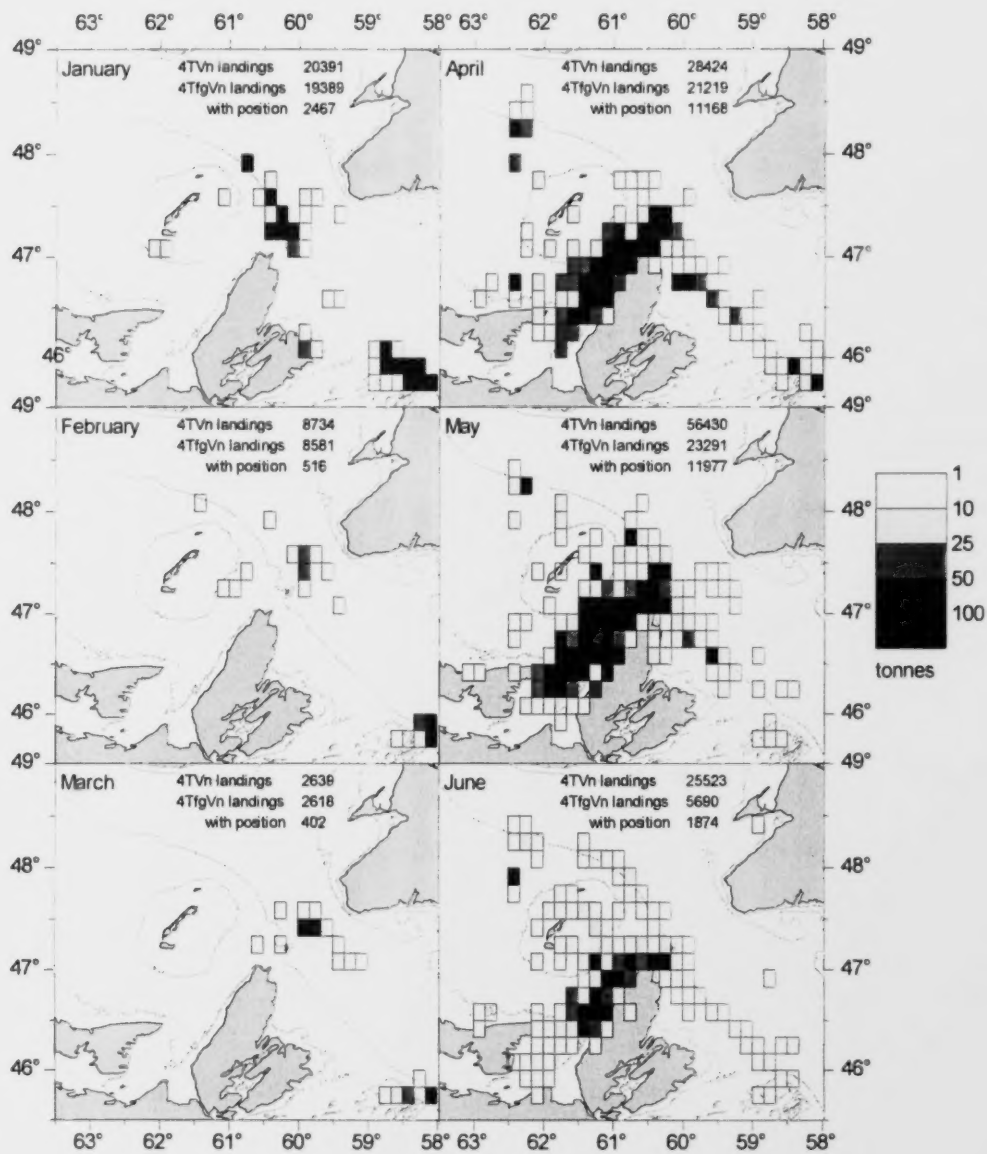 63° 62° 61° 60° 59° 58° 63° 62° 61° 60° 59° 58°
49° 49°
January
4TVn landings 20391
4TfgVn landings 19389
with position 2467
April
4TVn landings 28424
4TfgVn landings 21219
with position 11168
48° 48°
47° 47°
46° 46°
49° 49°
February
4TVn landings 8734
4TfgVn landings 8581
with position 516
May
4TVn landings 56430
4TfgVn landings 23291
with position 11977
48° 48°
47° 47°
46° 46°
49° 49°
March
4TVn landings 2639
4TfgVn landings 2618
with position 402
June
4TVn landings 25523
4TfgVn landings 5690
with position 1874
48° 48°
47° 47°
46° 46°
63° 62° 61° 60° 59° 58° 63° 62° 61° 60° 59° 58°
1
10
25
50
100
tonnes